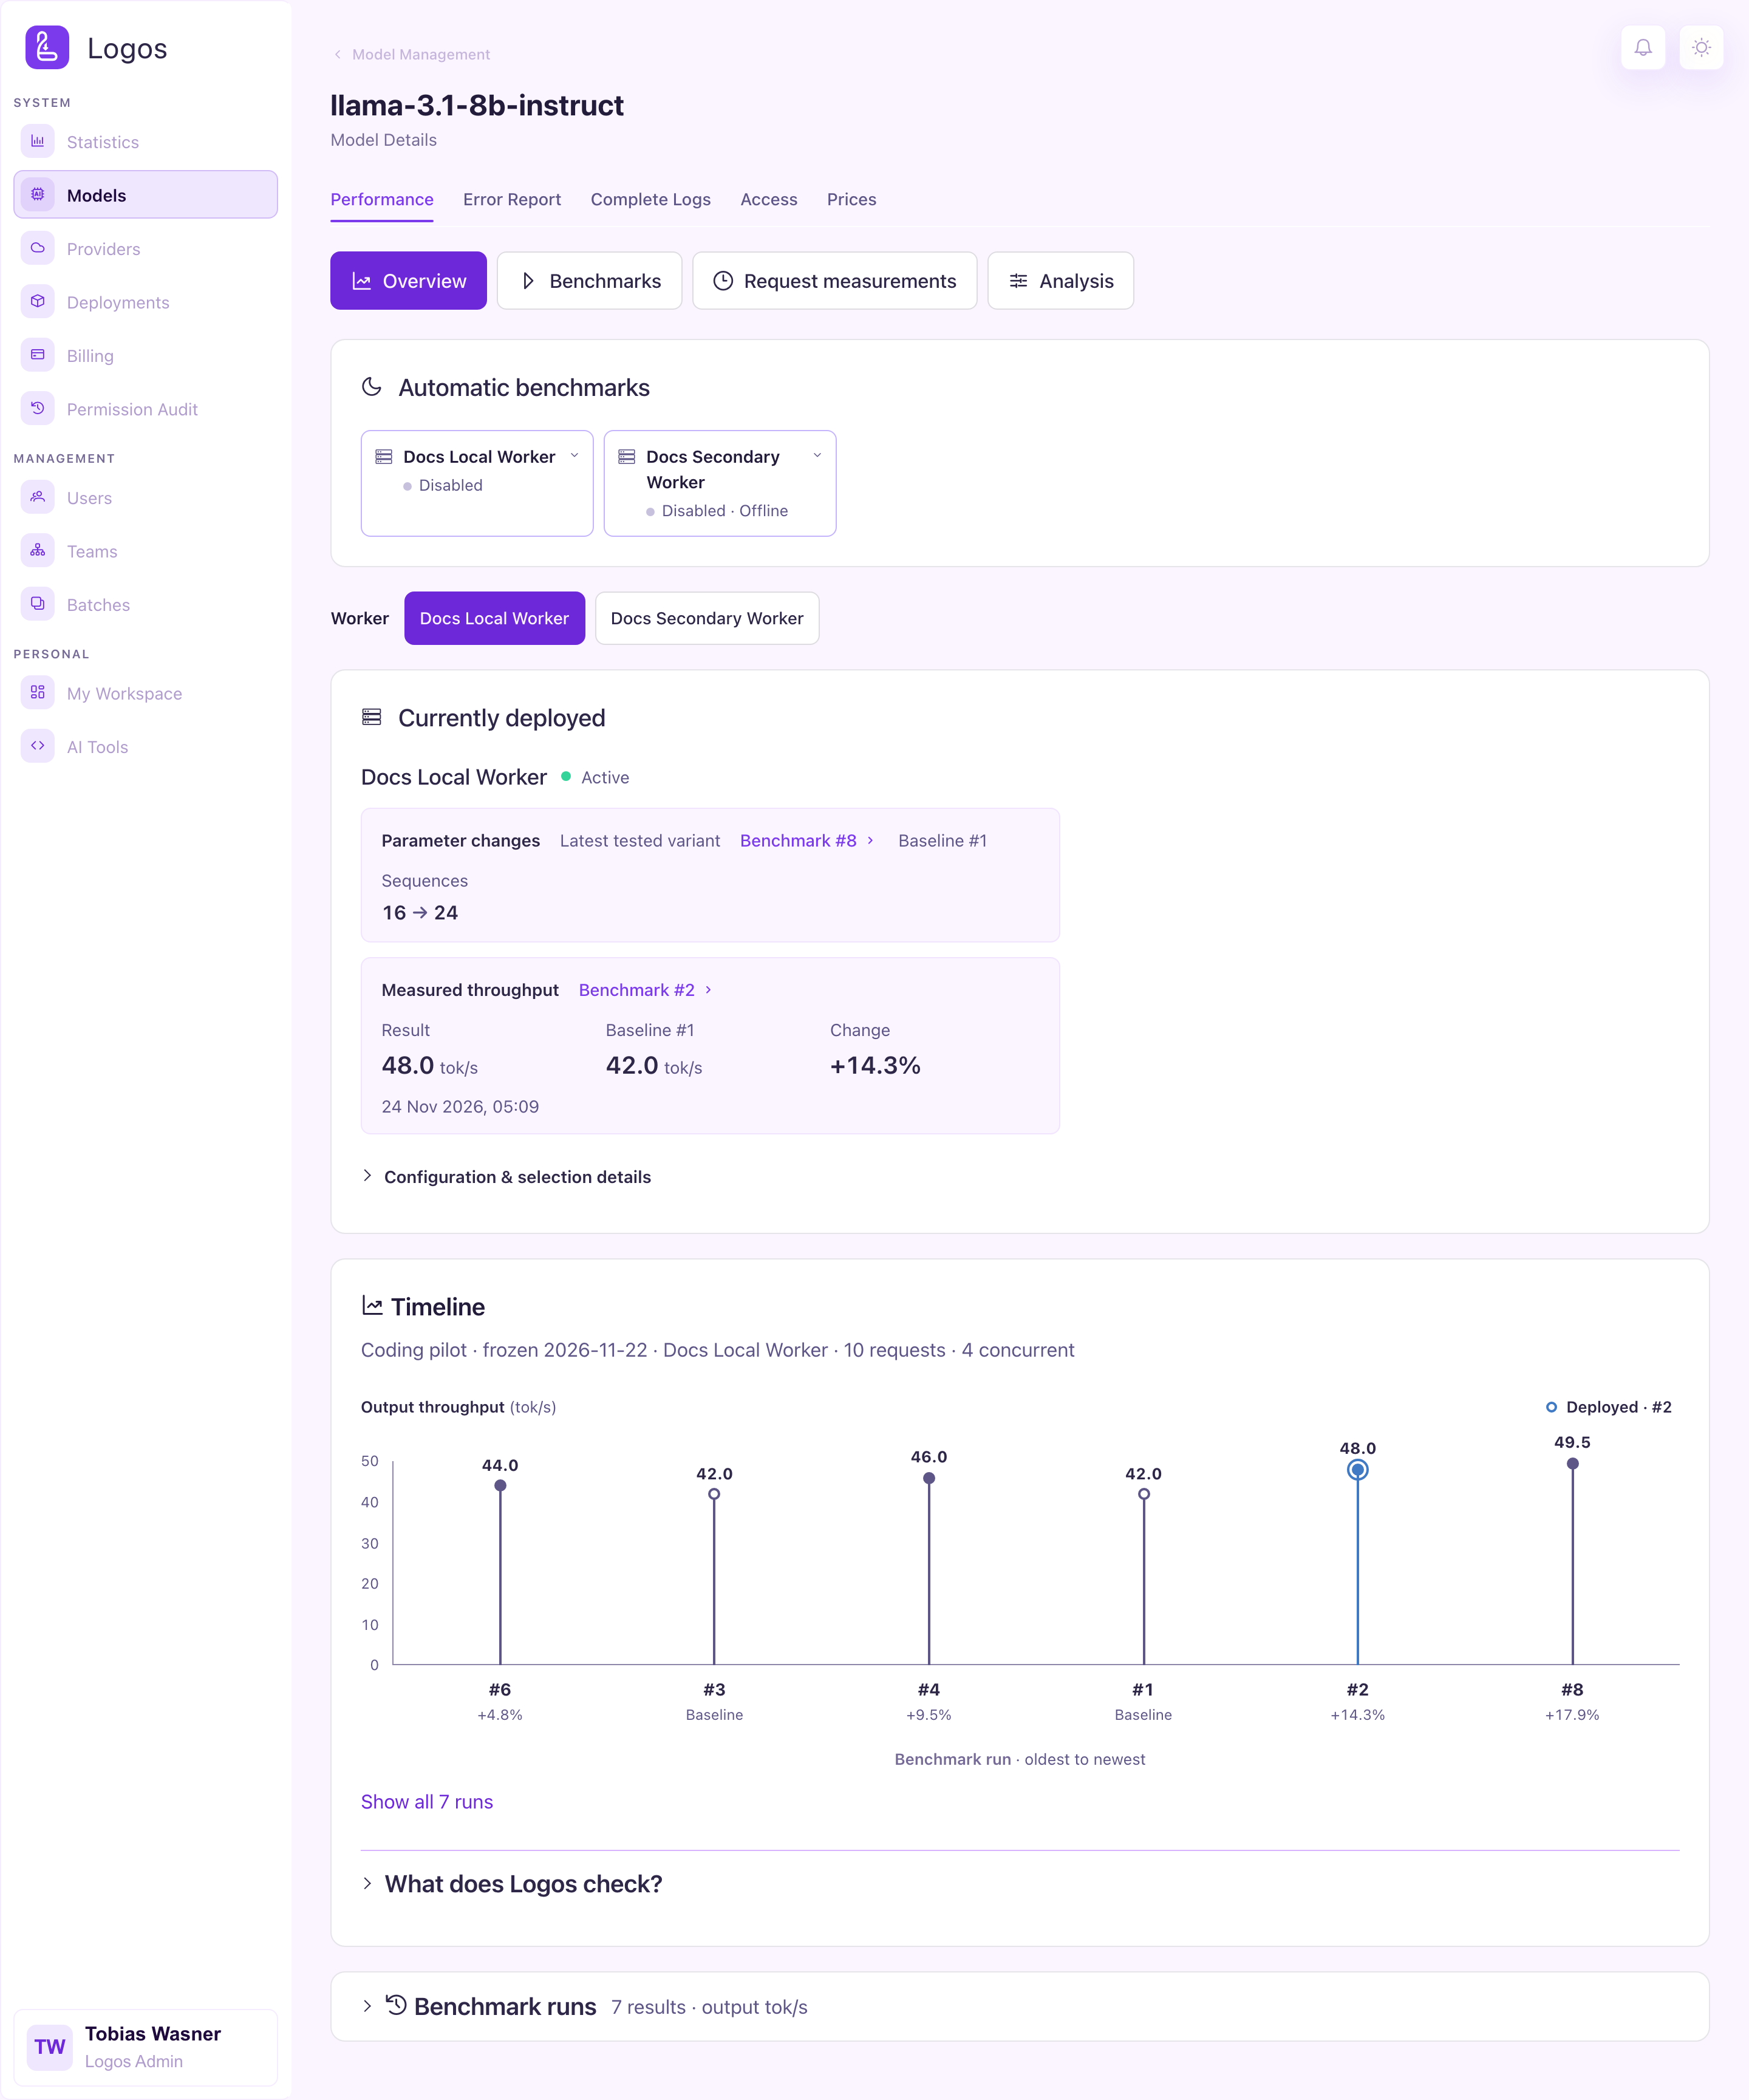 Logos
SYSTEM
Statistics
Models
Providers
Deployments
Billing
Permission Audit
MANAGEMENT
Users
Teams
Batches
PERSONAL
My Workspace
AI Tools
TW
Tobias Wasner
Logos Admin
Model Management
llama-3.1-8b-instruct
Model Details
Performance Error Report Complete Logs Access Prices
Overview Benchmarks Request measurements Analysis
Automatic benchmarks
Docs Local Worker
Disabled
Docs Secondary
Worker
Disabled · Offline
Worker Docs Local Worker Docs Secondary Worker
Currently deployed
Docs Local Worker Active
Parameter changes Latest tested variant Benchmark #8 Baseline #1
Sequences
16 → 24
Measured throughput Benchmark #2
Result Baseline #1 Change
48.0 tok/s 42.0 tok/s +14.3%
24 Nov 2026, 05:09
Configuration & selection details
Timeline
Coding pilot · frozen 2026-11-22 · Docs Local Worker · 10 requests · 4 concurrent
Output throughput (tok/s) Deployed · #2
50
40
30
20
10
0
44.0 42.0 46.0 42.0 48.0 49.5
#6 #3 #4 #1 #2 #8
+4.8% Baseline +9.5% Baseline +14.3% +17.9%
Benchmark run · oldest to newest
Show all 7 runs
What does Logos check?
Benchmark runs 7 results · output tok/s